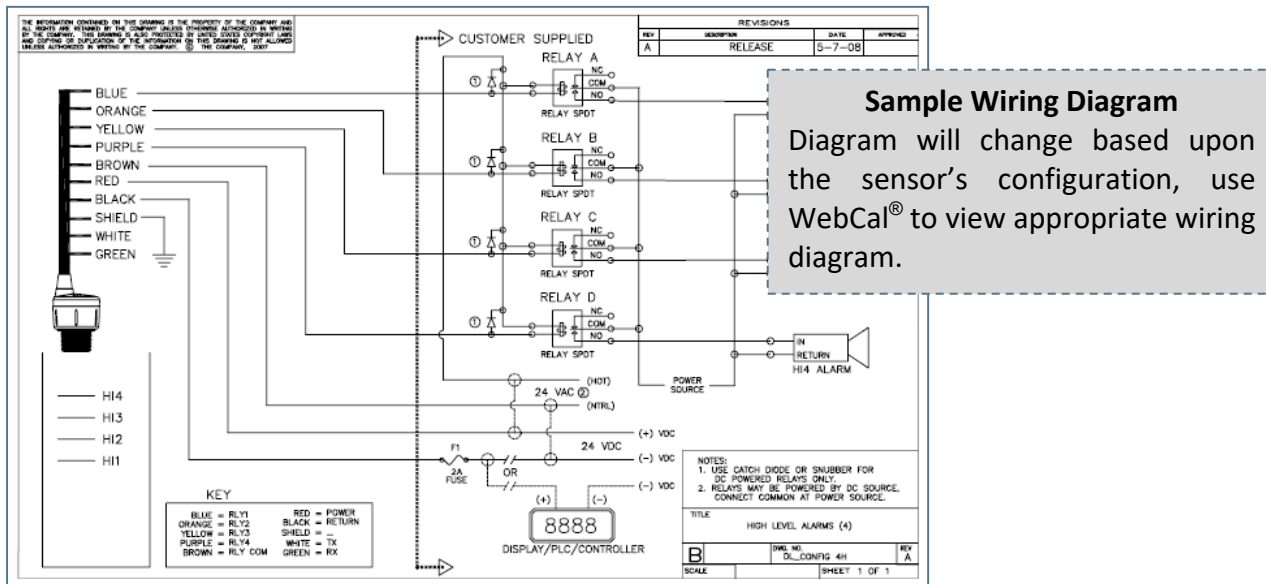 THE INFORMATION CONTAINED ON THIS DRAWING IS THE PROPERTY OF THE COMPANY AND
ALL RIGHTS ARE RETAINED BY THE COMPANY UNLESS OTHERWISE AUTHORIZED IN WRITING
BY THE COMPANY. THIS DRAWING IS ALSO PROTECTED BY UNITED STATES COPYRIGHT LAWS
AND COPYING OR DUPLICATION OF THE INFORMATION ON THIS DRAWING IS NOT ALLOWED
UNLESS AUTHORIZED IN WRITING BY THE COMPANY. © THE COMPANY, 2007
REVISIONS
REV DESCRIPTION DATE APPROVED
A RELEASE 5-7-08
Sample Wiring Diagram
Diagram will change based upon
the sensor's configuration, use
WebCal® to view appropriate wiring
diagram.
CUSTOMER SUPPLIED
BLUE
ORANGE
YELLOW
PURPLE
BROWN
RED
BLACK
SHIELD
WHITE
GREEN
RELAY A
①
NC
COM
NO
RELAY SPDT
RELAY B
①
NC
COM
NO
RELAY SPDT
RELAY C
①
NC
COM
NO
RELAY SPDT
RELAY D
①
NC
COM
NO
RELAY SPDT
IN
RETURN
HI4 ALARM
POWER
SOURCE
(HOT)
24 VAC ②
(NTRL)
(+) VDC
24 VDC
(-) VDC
(-) VDC
F1
2A
FUSE
OR
(+) (-)
8888
DISPLAY/PLC/CONTROLLER
HI4
HI3
HI2
HI1
KEY
BLUE = RLY1
ORANGE = RLY2
YELLOW = RLY3
PURPLE = RLY4
BROWN = RLY COM
RED = POWER
BLACK = RETURN
SHIELD = ⏚
WHITE = TX
GREEN = RX
NOTES:
1. USE CATCH DIODE OR SNUBBER FOR
DC POWERED RELAYS ONLY.
2. RELAYS MAY BE POWERED BY DC SOURCE,
CONNECT COMMON AT POWER SOURCE.
TITLE
HIGH LEVEL ALARMS (4)
B
DWG. NO.
DL_CONFIG 4H
REV
A
SCALE
SHEET 1 OF 1